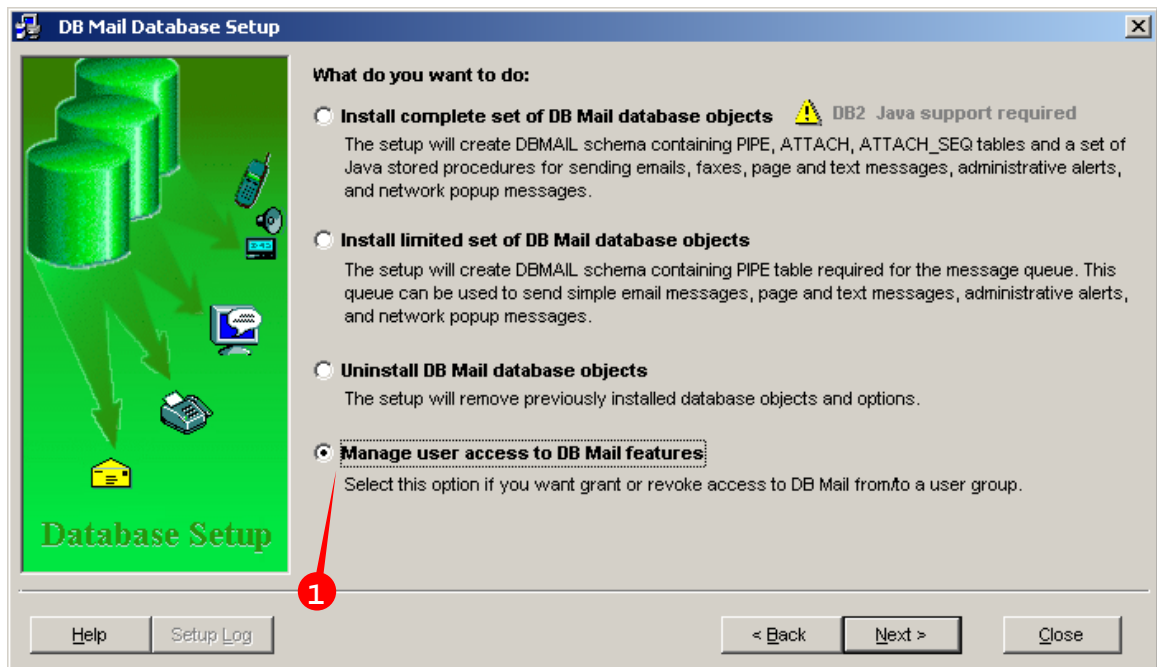 DB Mail Database Setup
What do you want to do:
Install complete set of DB Mail database objects DB2 Java support required
The setup will create DBMAIL schema containing PIPE, ATTACH, ATTACH_SEQ tables and a set of
Java stored procedures for sending emails, faxes, page and text messages, administrative alerts,
and network popup messages.
Install limited set of DB Mail database objects
The setup will create DBMAIL schema containing PIPE table required for the message queue. This
queue can be used to send simple email messages, page and text messages, administrative alerts,
and network popup messages.
Uninstall DB Mail database objects
The setup will remove previously installed database objects and options.
Manage user access to DB Mail features
Select this option if you want grant or revoke access to DB Mail from/to a user group.
Database Setup
1
Help Setup Log < Back Next > Close